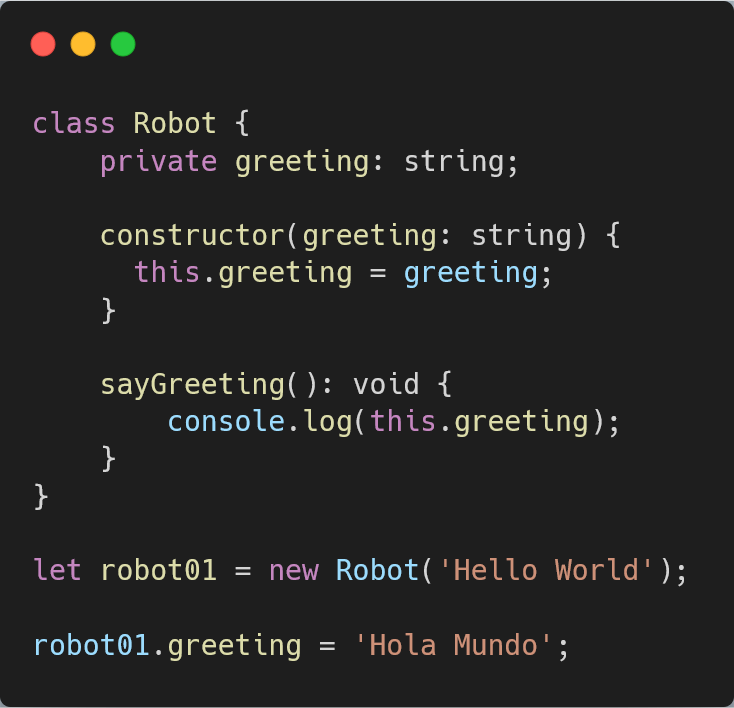 class Robot {
    private greeting: string;

    constructor(greeting: string) {
      this.greeting = greeting;
    }

    sayGreeting(): void {
        console.log(this.greeting);
    }
}

let robot01 = new Robot('Hello World');

robot01.greeting = 'Hola Mundo';